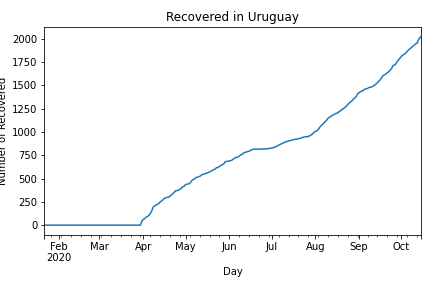 Recovered in Uruguay
Number of Recovered
2000
1750
1500
1250
1000
750
500
250
0
Feb Mar Apr May Jun Jul Aug Sep Oct
2020
Day